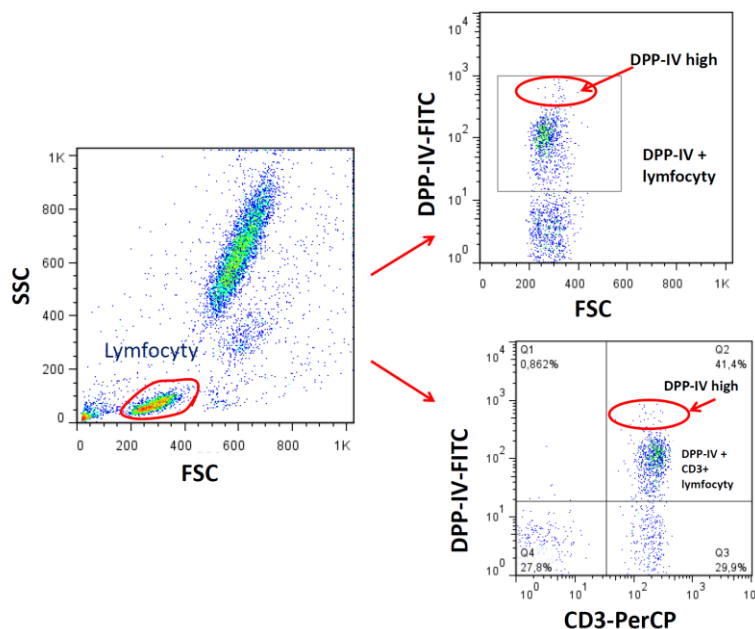 1K
800
600
400
200
0
SSC
Lymfocyty
0
200
400
600
800
1K
FSC
10^4
10^3
10^2
10^1
10^0
DPP-IV-FITC
DPP-IV high
DPP-IV +
lymfocyty
0
200
400
600
800
1K
FSC
10^4
10^3
10^2
10^1
10^0
DPP-IV-FITC
Q1
0,862%
Q2
41,4%
DPP-IV high
DPP-IV +
CD3+
lymfocyty
Q4
27,8%
Q3
29,9%
10^0
10^1
10^2
10^3
10^4
CD3-PerCP